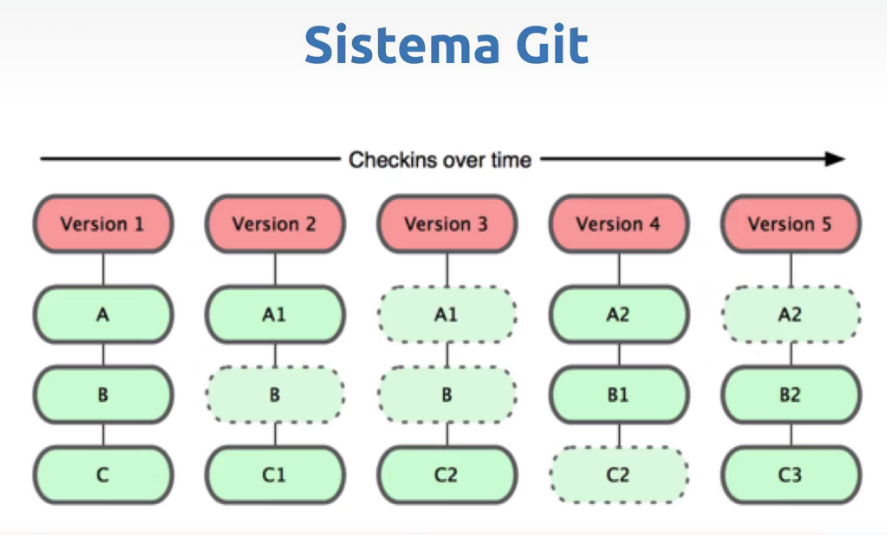 Sistema Git
Checkins over time
Version 1 Version 2 Version 3 Version 4 Version 5
A A1 A1 A2 A2
B B B B1 B2
C C1 C2 C2 C3